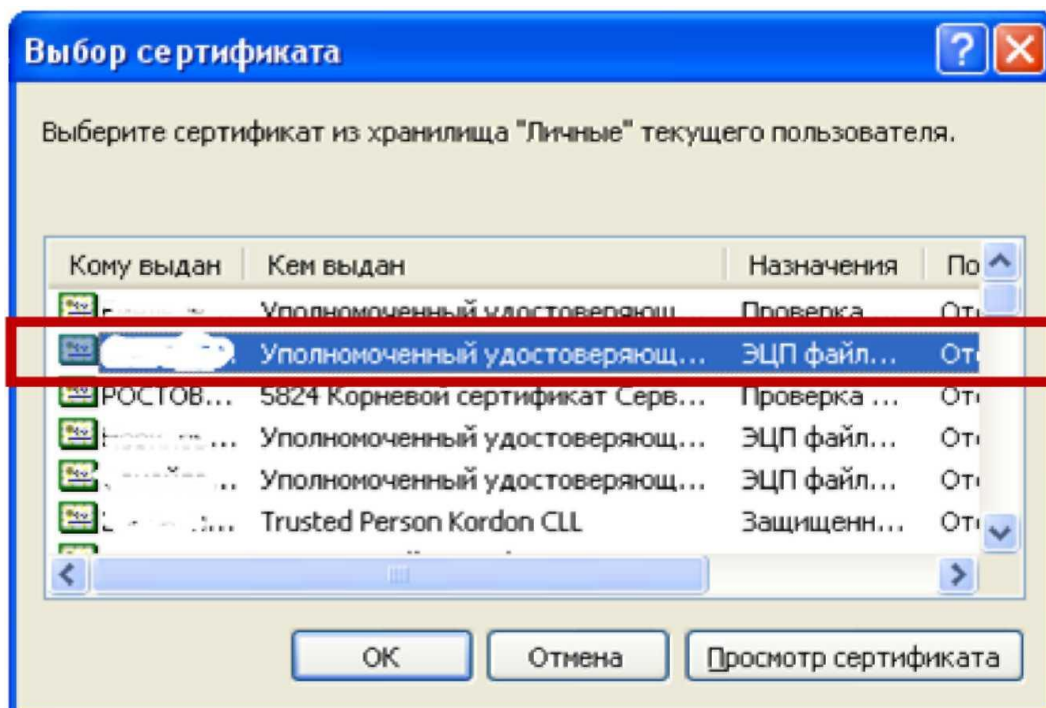 Выбор сертификата
Выберите сертификат из хранилища "Личные" текущего пользователя.
Кому выдан Кем выдан Назначения По
Уполномоченный удостоверяющ... Проверка ... От
Уполномоченный удостоверяющ... ЭЦП файл... От
РОСТОВ... 5824 Корневой сертификат Серв... Проверка ... От
Уполномоченный удостоверяющ... ЭЦП файл... От
Уполномоченный удостоверяющ... ЭЦП файл... От
Trusted Person Kordon CLL Защищенн... От
ОК Отмена Просмотр сертификата